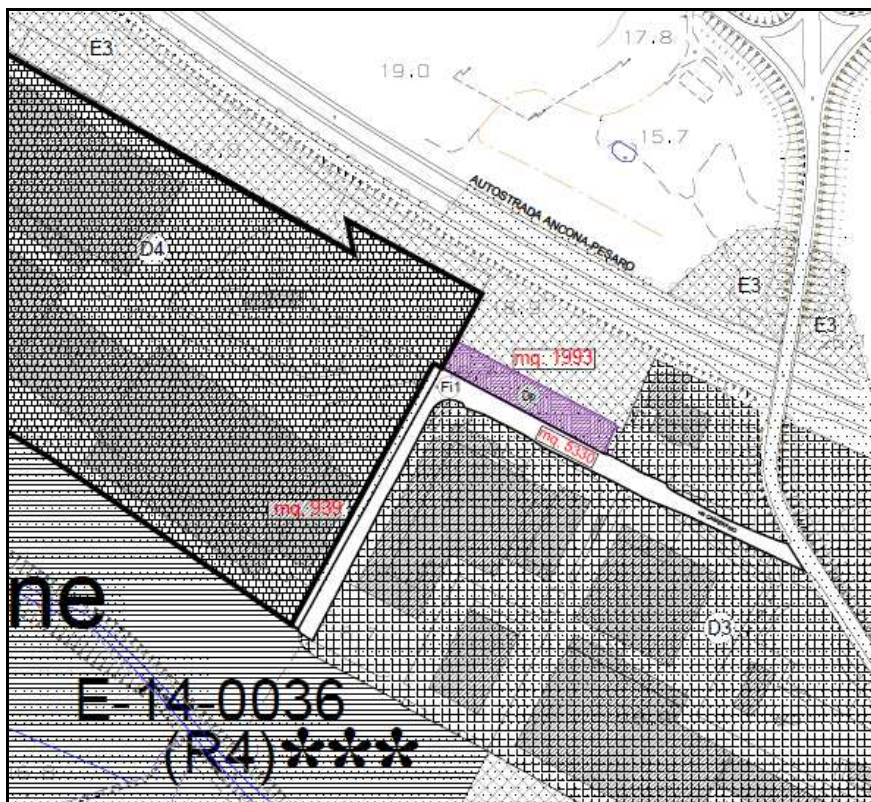 E3
17.8
19.0
15.7
AUTOSTRADA ANCONA-PESARO
D4
E3
E3
mq. 1993
Fi1
mq. 5330
mq. 939
D3
ne
E-14-0036
(R4)***